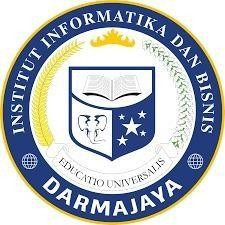 INSTITUT INFORMATIKA DAN BISNIS
EDUCATIO UNIVERSALIS
DARMAJAYA